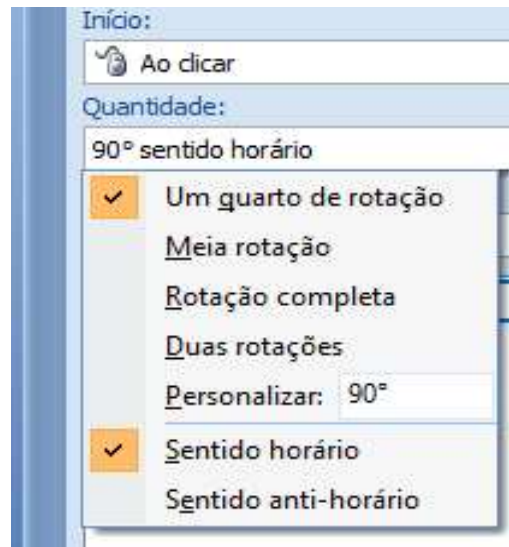 Início:
Ao clicar
Quantidade:
90° sentido horário
Um quarto de rotação
Meia rotação
Rotação completa
Duas rotações
Personalizar: 90°
Sentido horário
Sentido anti-horário